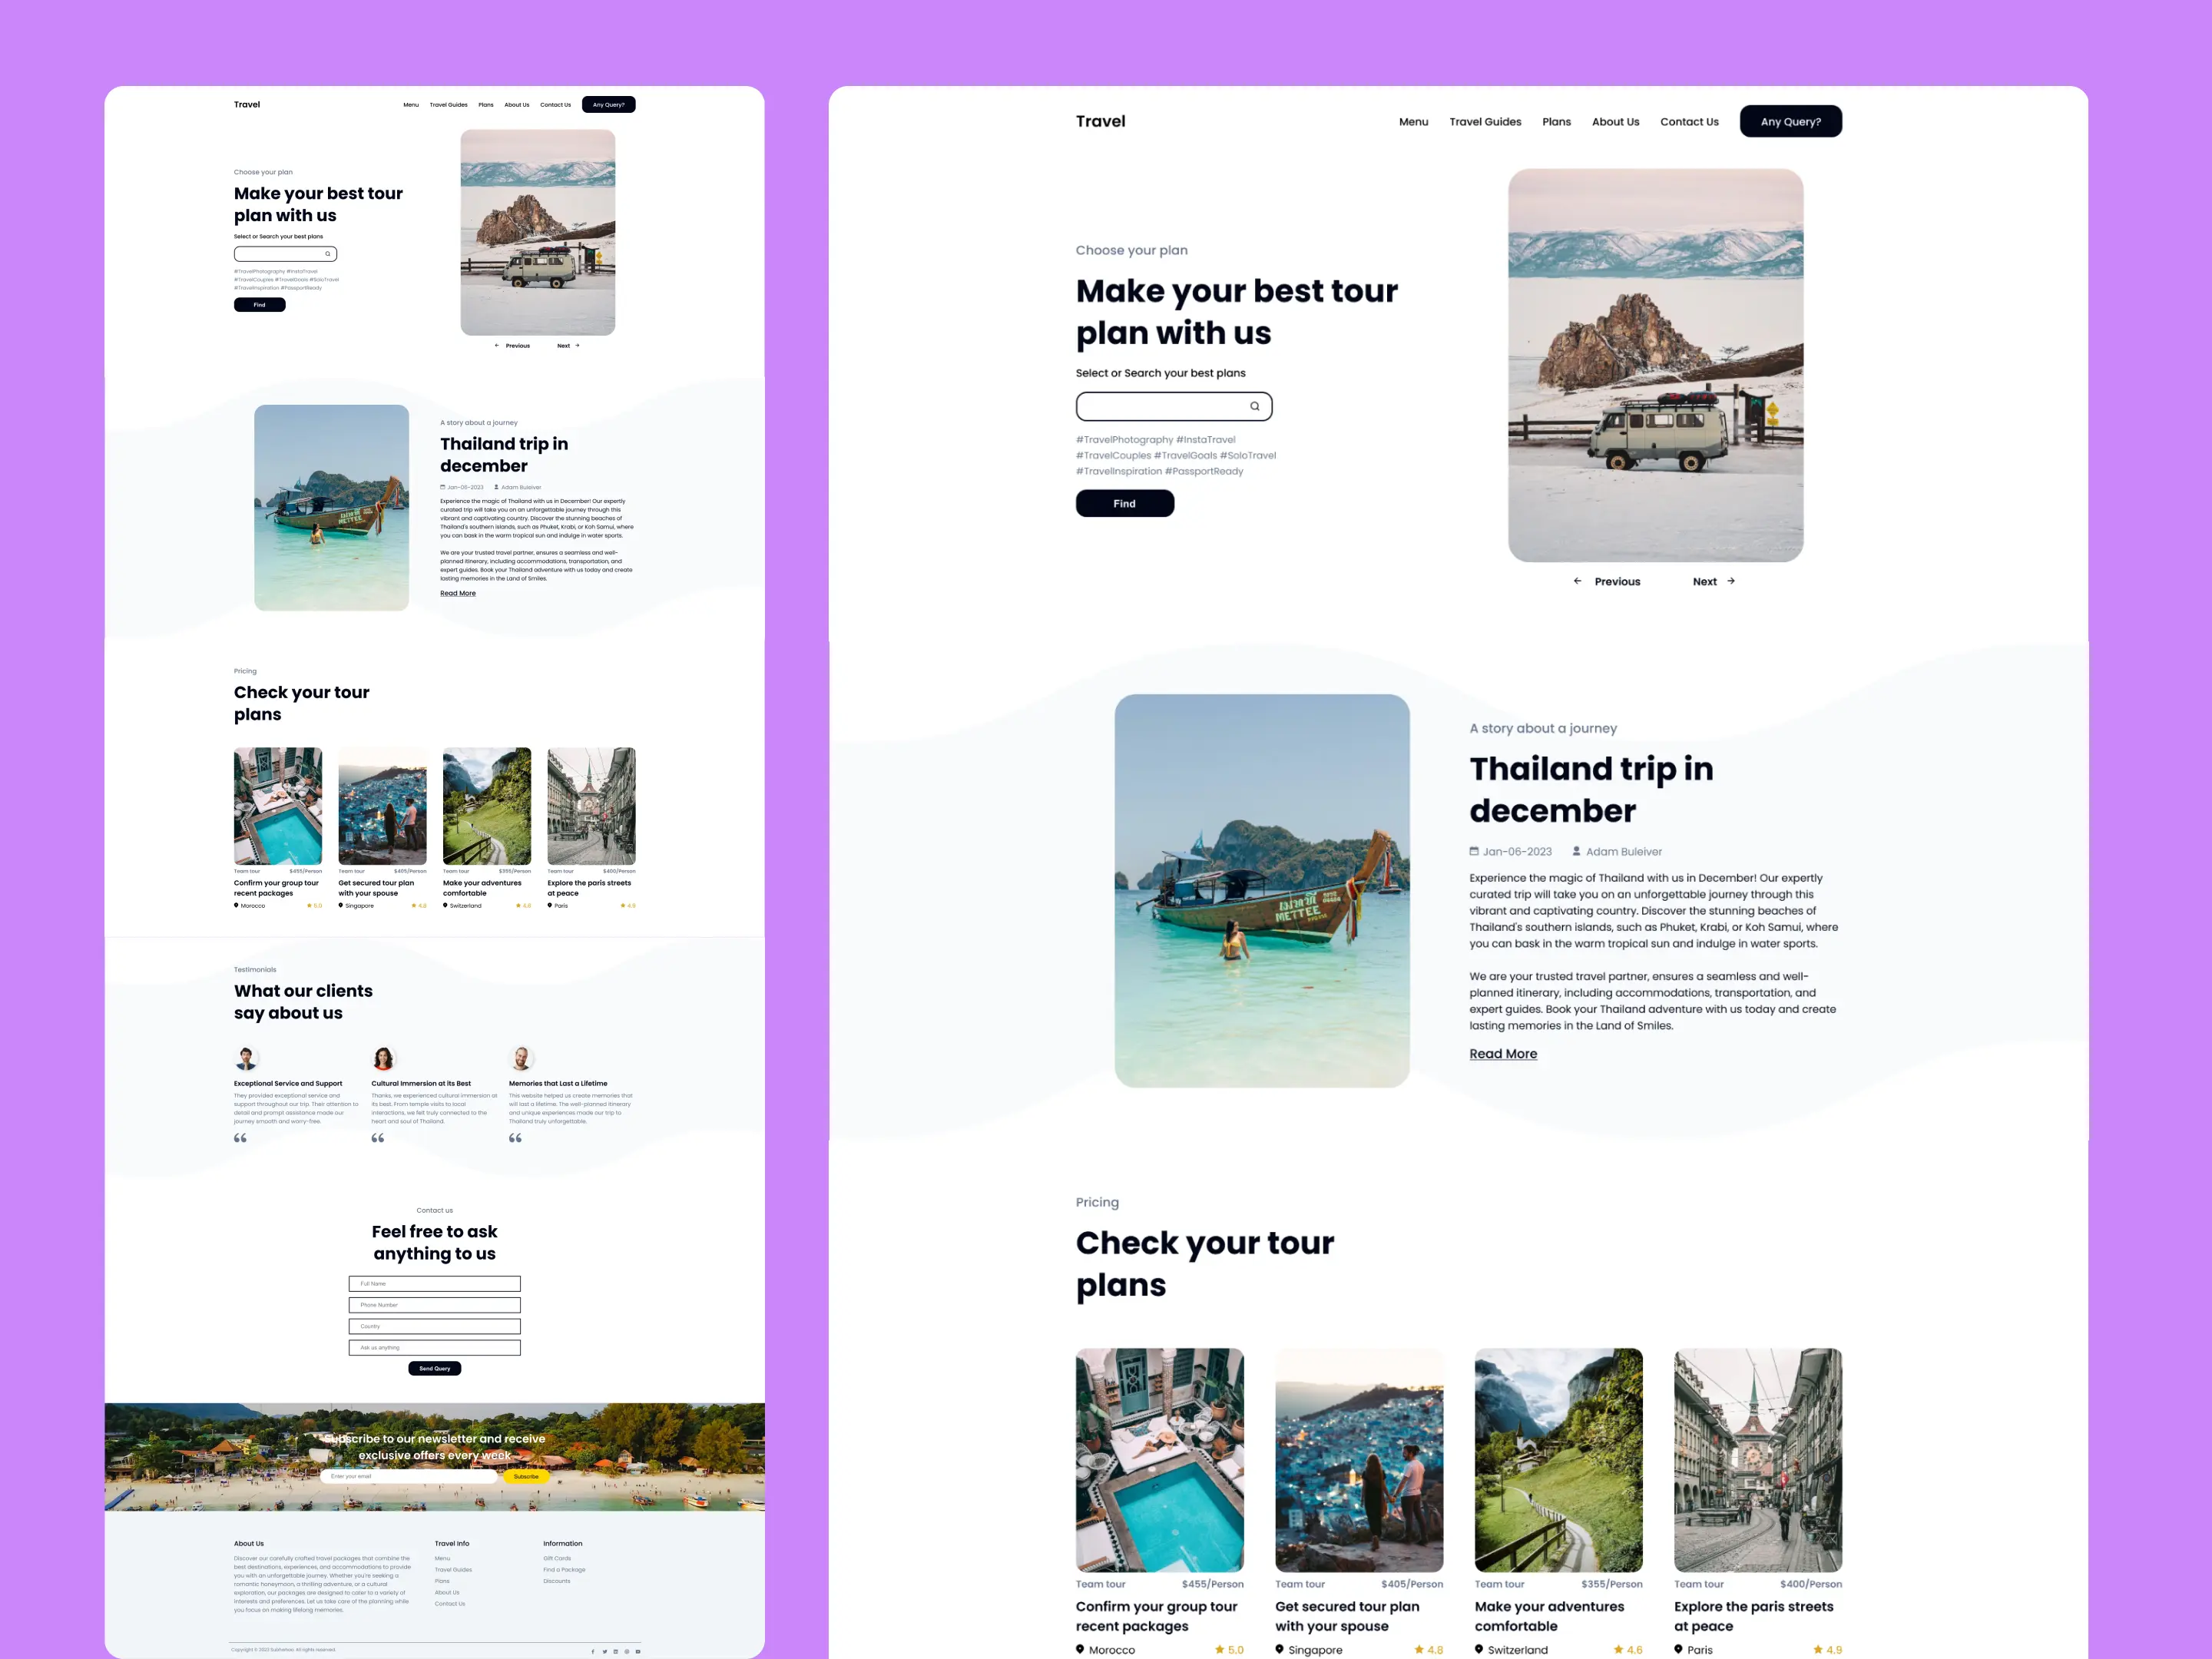 Travel
Menu Travel Guides Plans About Us Contact Us Any Query?
Choose your plan
Make your best tour
plan with us
Select or Search your best plans
#TravelPhotography #InstaTravel
#TravelCouples #TravelGoals #SoloTravel
#TravelInspiration #PassportReady
Find
Previous Next
A story about a journey
Thailand trip in
december
Jan-06-2023 Adam Buleiver
Experience the magic of Thailand with us in December! Our expertly
curated trip will take you on an unforgettable journey through this
vibrant and captivating country. Discover the stunning beaches of
Thailand's southern islands, such as Phuket, Krabi, or Koh Samui, where
you can bask in the warm tropical sun and indulge in water sports.
We are your trusted travel partner, ensures a seamless and well-
planned itinerary, including accommodations, transportation, and
expert guides. Book your Thailand adventure with us today and create
lasting memories in the Land of Smiles.
Read More
Pricing
Check your tour
plans
Team tour $455/Person
Confirm your group tour
recent packages
Morocco 5.0
Team tour $405/Person
Get secured tour plan
with your spouse
Singapore 4.8
Team tour $355/Person
Make your adventures
comfortable
Switzerland 4.6
Team tour $400/Person
Explore the paris streets
at peace
Paris 4.9
Testimonials
What our clients
say about us
Exceptional Service and Support
They provided exceptional service and
support throughout our trip. Their attention to
detail and prompt assistance made our
journey smooth and worry-free.
Cultural Immersion at its Best
Thanks, we experienced cultural immersion at
its best. From temple visits to local
interactions, we felt truly connected to the
heart and soul of Thailand.
Memories that Last a Lifetime
This website helped us create memories that
will last a lifetime. The well-planned itinerary
and unique experiences made our trip to
Thailand truly unforgettable.
Contact us
Feel free to ask
anything to us
Full Name
Phone Number
Country
Ask us anything
Send Query
Subscribe to our newsletter and receive
exclusive offers every week
Enter your email Subscribe
About Us
Discover our carefully crafted travel packages that combine the
best destinations, experiences, and accommodations to provide
you with an unforgettable journey. Whether you're seeking a
romantic honeymoon, a thrilling adventure, or a cultural
exploration, our packages are designed to cater to a variety of
interests and preferences. Let us take care of the planning while
you focus on making lifelong memories.
Travel Info
Menu
Travel Guides
Plans
About Us
Contact Us
Information
Gift Cards
Find a Package
Discounts
Travel
Menu Travel Guides Plans About Us Contact Us Any Query?
Choose your plan
Make your best tour
plan with us
Select or Search your best plans
#TravelPhotography #InstaTravel
#TravelCouples #TravelGoals #SoloTravel
#TravelInspiration #PassportReady
Find
Previous Next
METTEE
A story about a journey
Thailand trip in
december
Jan-06-2023 Adam Buleiver
Experience the magic of Thailand with us in December! Our expertly
curated trip will take you on an unforgettable journey through this
vibrant and captivating country. Discover the stunning beaches of
Thailand's southern islands, such as Phuket, Krabi, or Koh Samui, where
you can bask in the warm tropical sun and indulge in water sports.
We are your trusted travel partner, ensures a seamless and well-
planned itinerary, including accommodations, transportation, and
expert guides. Book your Thailand adventure with us today and create
lasting memories in the Land of Smiles.
Read More
Pricing
Check your tour
plans
Team tour $455/Person
Confirm your group tour
recent packages
Morocco 5.0
Team tour $405/Person
Get secured tour plan
with your spouse
Singapore 4.8
Team tour $355/Person
Make your adventures
comfortable
Switzerland 4.6
Team tour $400/Person
Explore the paris streets
at peace
Paris 4.9